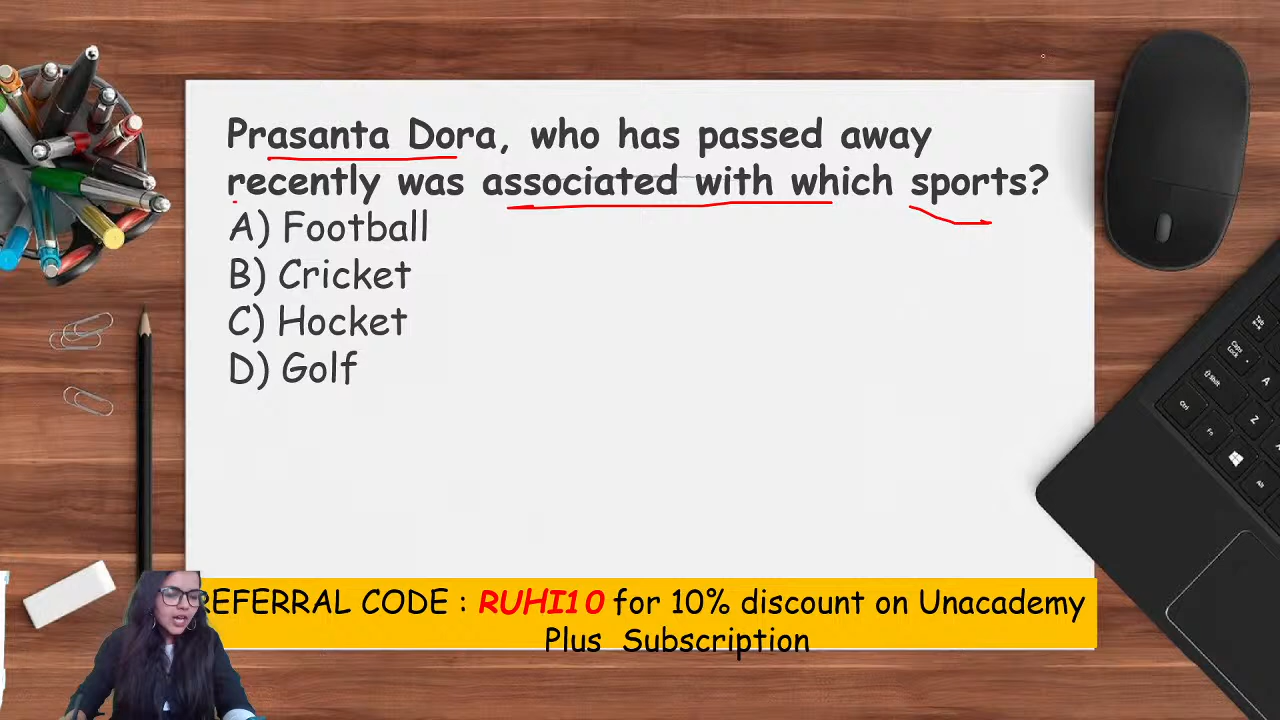 Prasanta Dora, who has passed away
recently was associated with which sports?
A) Football
B) Cricket
C) Hocket
D) Golf
REFERRAL CODE : RUHI10 for 10% discount on Unacademy
Plus Subscription